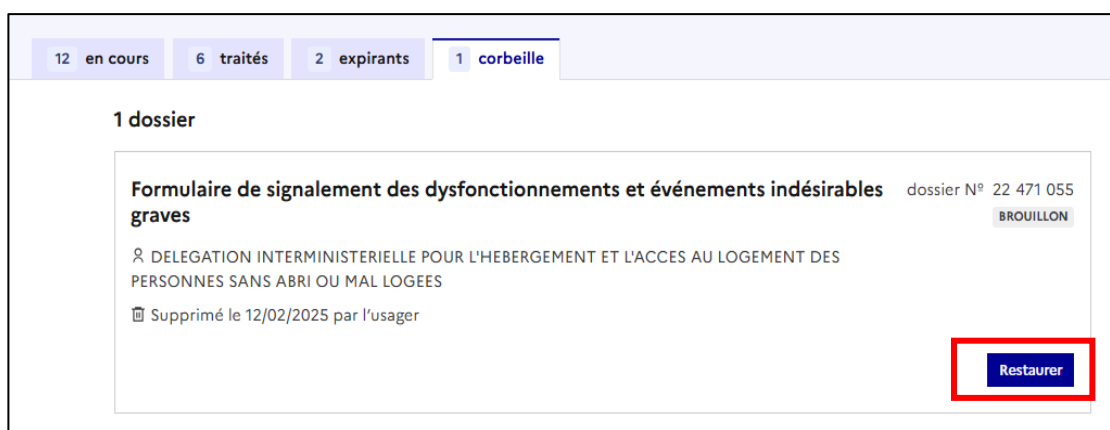 12 en cours 6 traités 2 expirants 1 corbeille
1 dossier
Formulaire de signalement des dysfonctionnements et événements indésirables dossier Nº 22 471 055
graves BROUILLON
DELEGATION INTERMINISTERIELLE POUR L'HEBERGEMENT ET L'ACCES AU LOGEMENT DES
PERSONNES SANS ABRI OU MAL LOGEES
Supprimé le 12/02/2025 par l’usager
Restaurer